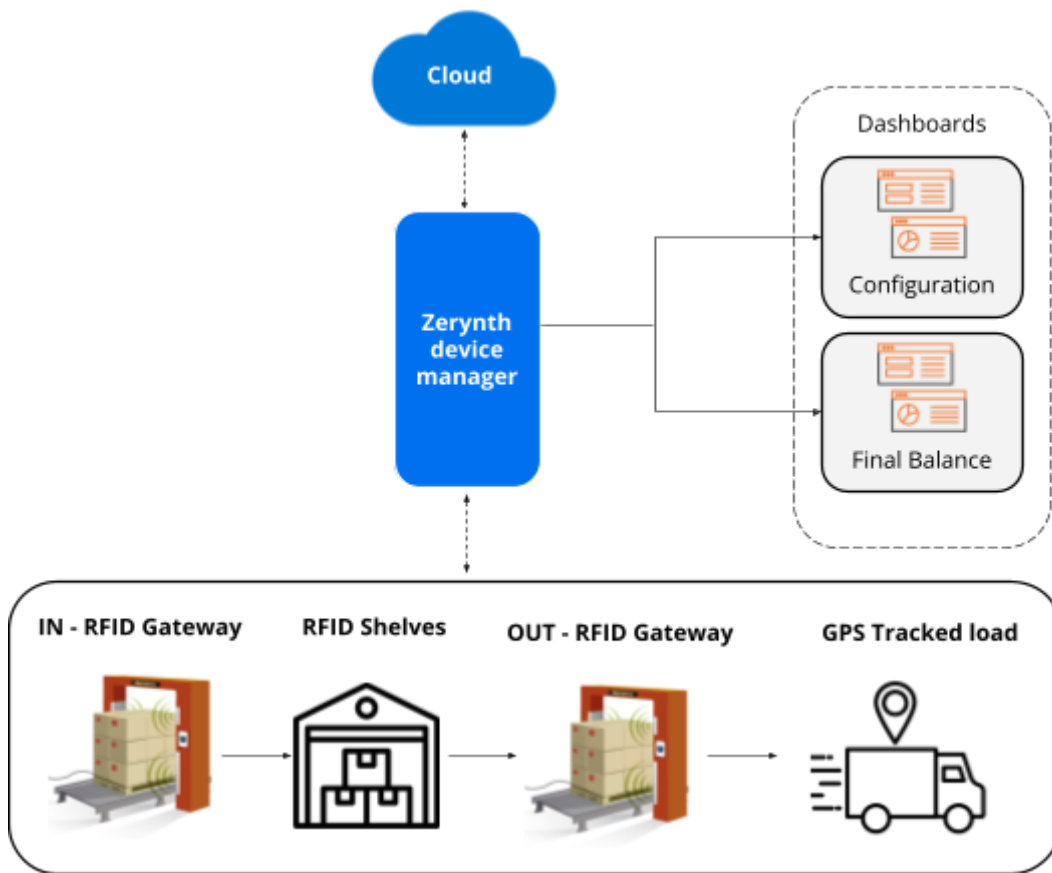 Cloud
Dashboards
Configuration
Zerynth
device
manager
Final Balance
IN - RFID Gateway
RFID Shelves
OUT - RFID Gateway
GPS Tracked load